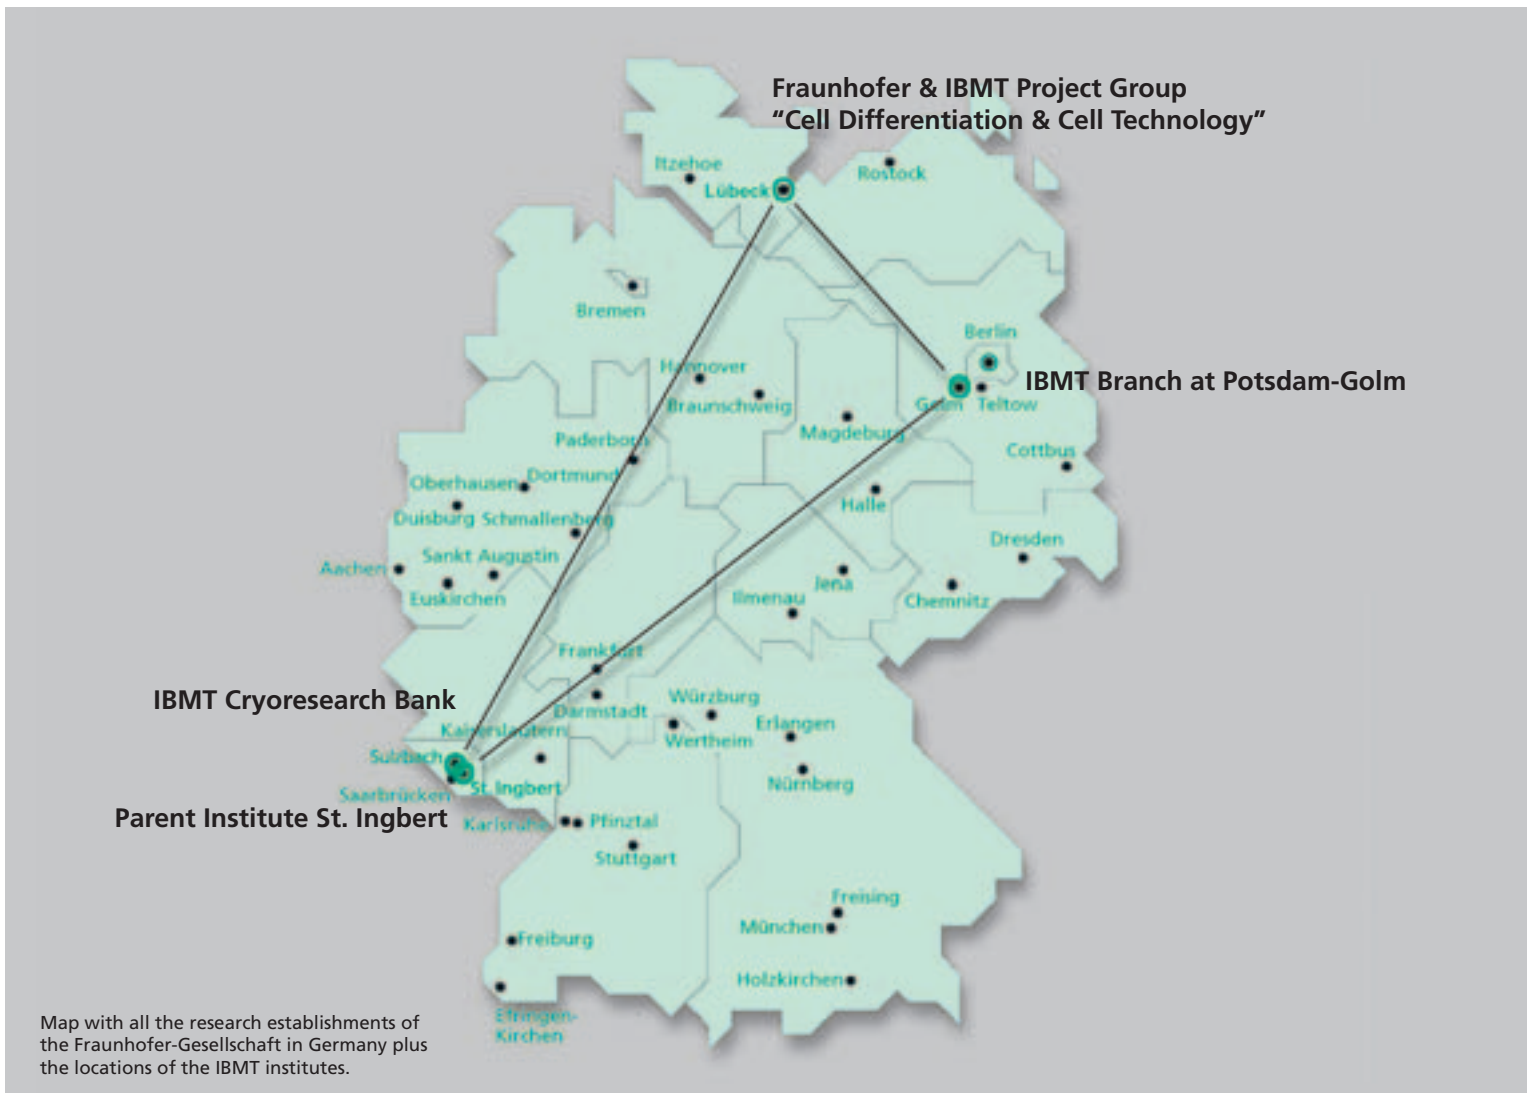 Fraunhofer & IBMT Project Group
“Cell Differentiation & Cell Technology”
Itzehoe
Rostock
Lübeck
Bremen
Berlin
Hannover
IBMT Branch at Potsdam-Golm
Braunschweig
Golm
Teltow
Magdeburg
Paderborn
Cottbus
Dortmund
Oberhausen
Halle
Duisburg
Schmallenberg
Dresden
Sankt Augustin
Aachen
Jena
Euskirchen
Ilmenau
Chemnitz
Frankfurt
IBMT Cryoresearch Bank
Würzburg
Darmstadt
Erlangen
Kaiserslautern
Wertheim
Sulzbach
St. Ingbert
Nürnberg
Saarbrücken
Parent Institute St. Ingbert
Karlsruhe
Pfinztal
Stuttgart
Freising
München
Freiburg
Holzkirchen
Efringen-
Kirchen
Map with all the research establishments of
the Fraunhofer-Gesellschaft in Germany plus
the locations of the IBMT institutes.